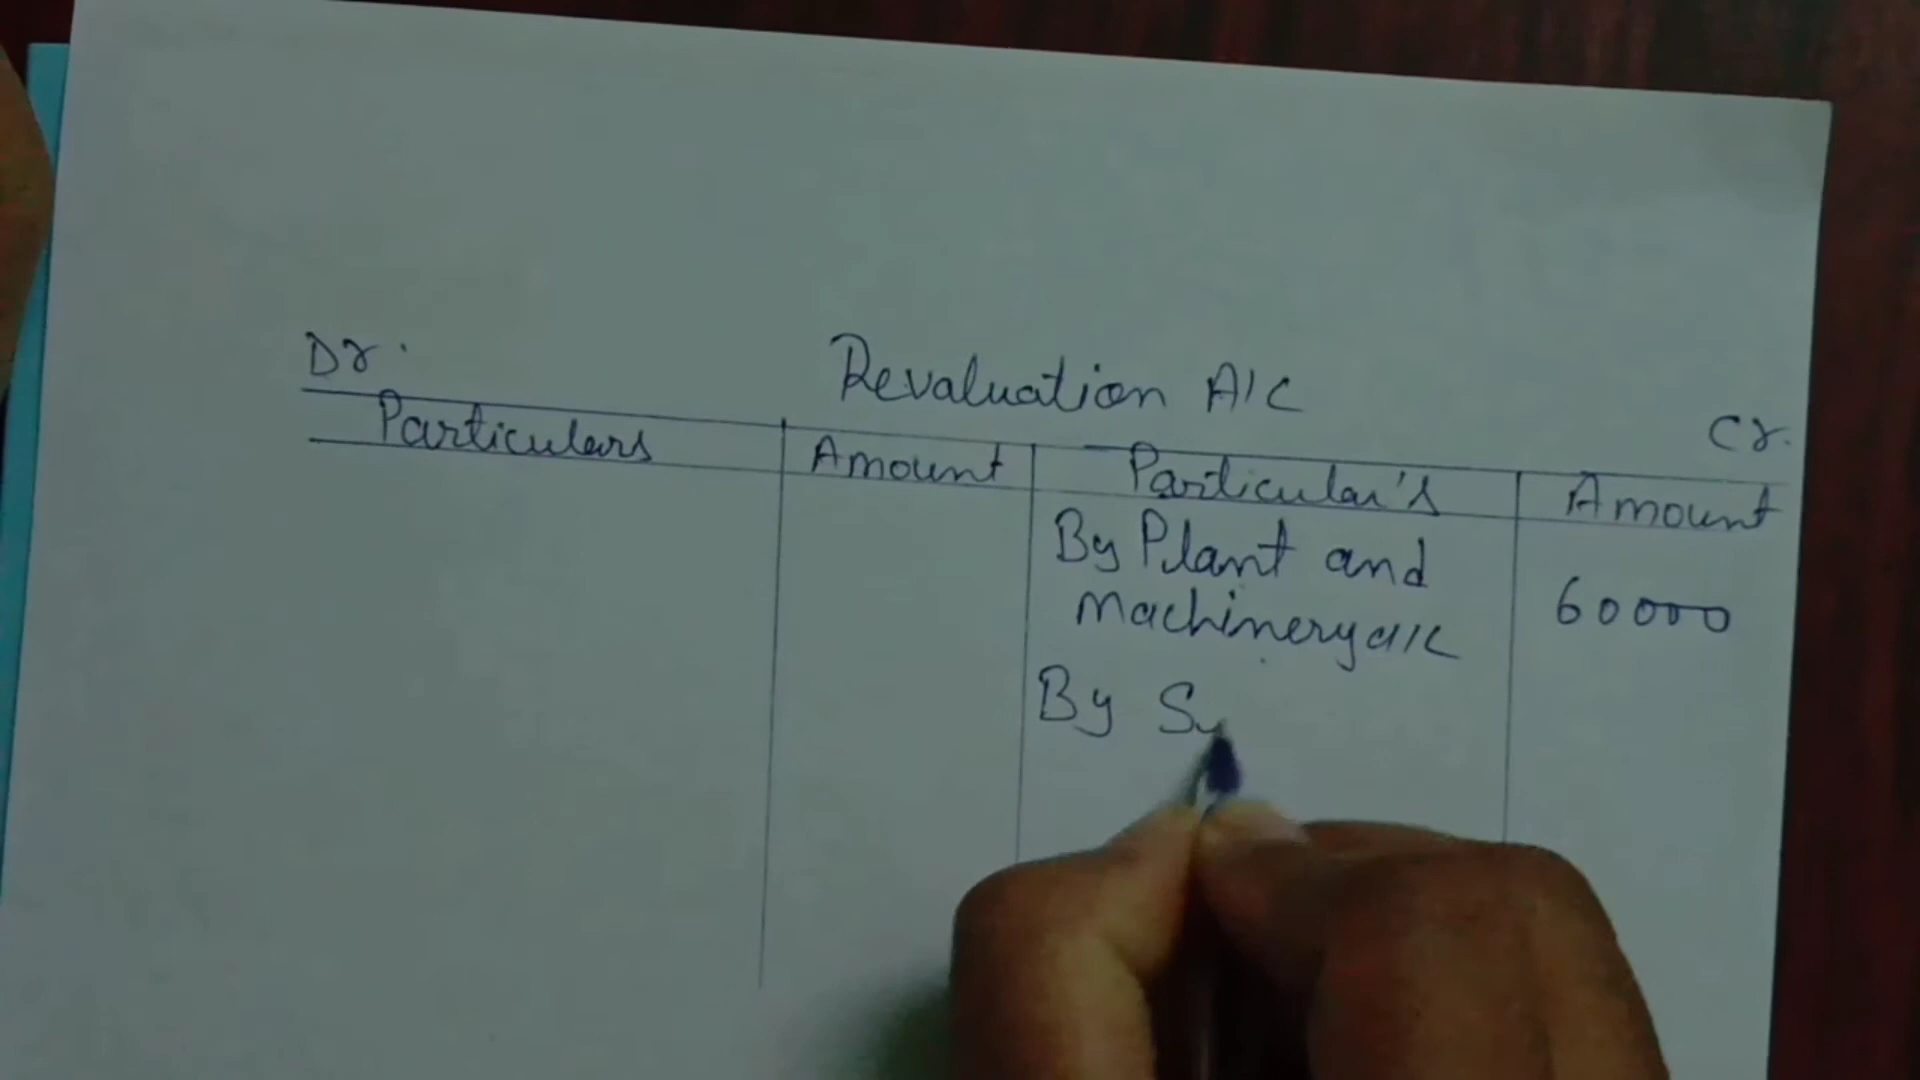 Dr.
Revaluation A/C
Cr.
Particulars Amount Particular's Amount
By Plant and
Machinery a/c 60000
By